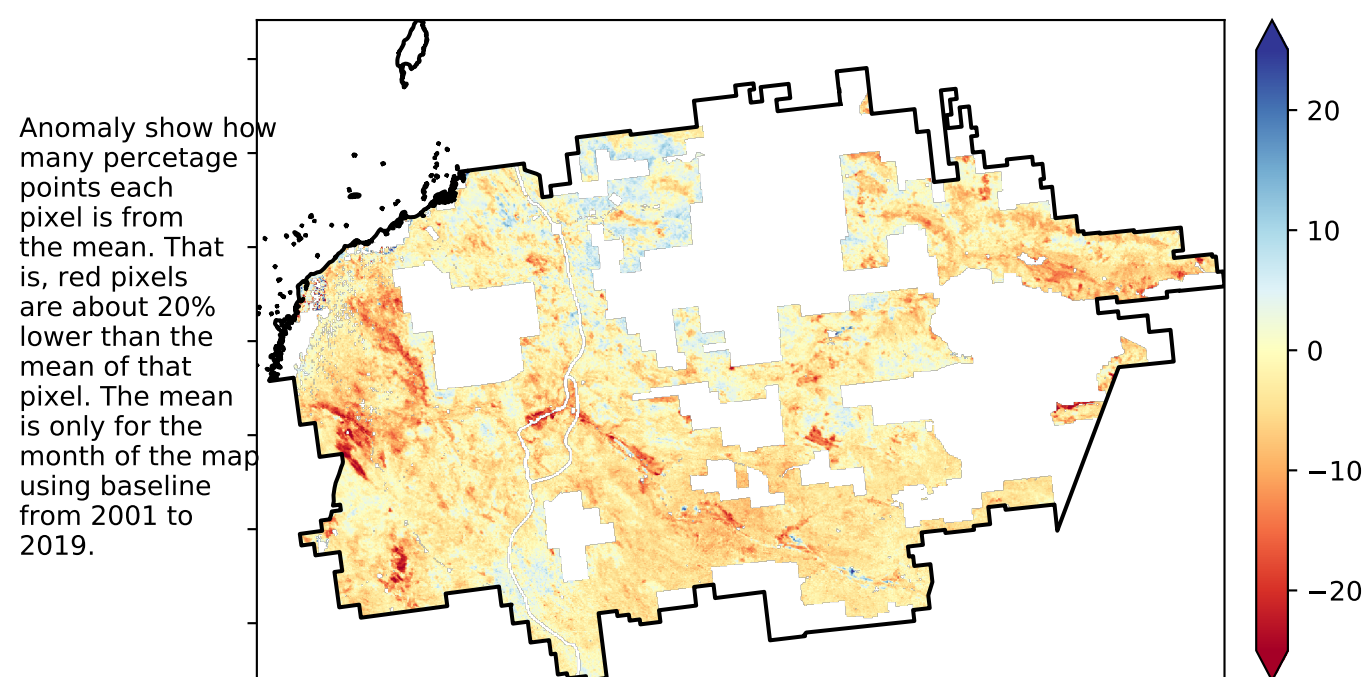 Anomaly show how
many percetage
points each
pixel is from
the mean. That
is, red pixels
are about 20%
lower than the
mean of that
pixel. The mean
is only for the
month of the map
using baseline
from 2001 to
2019.
20
10
0
−10
−20